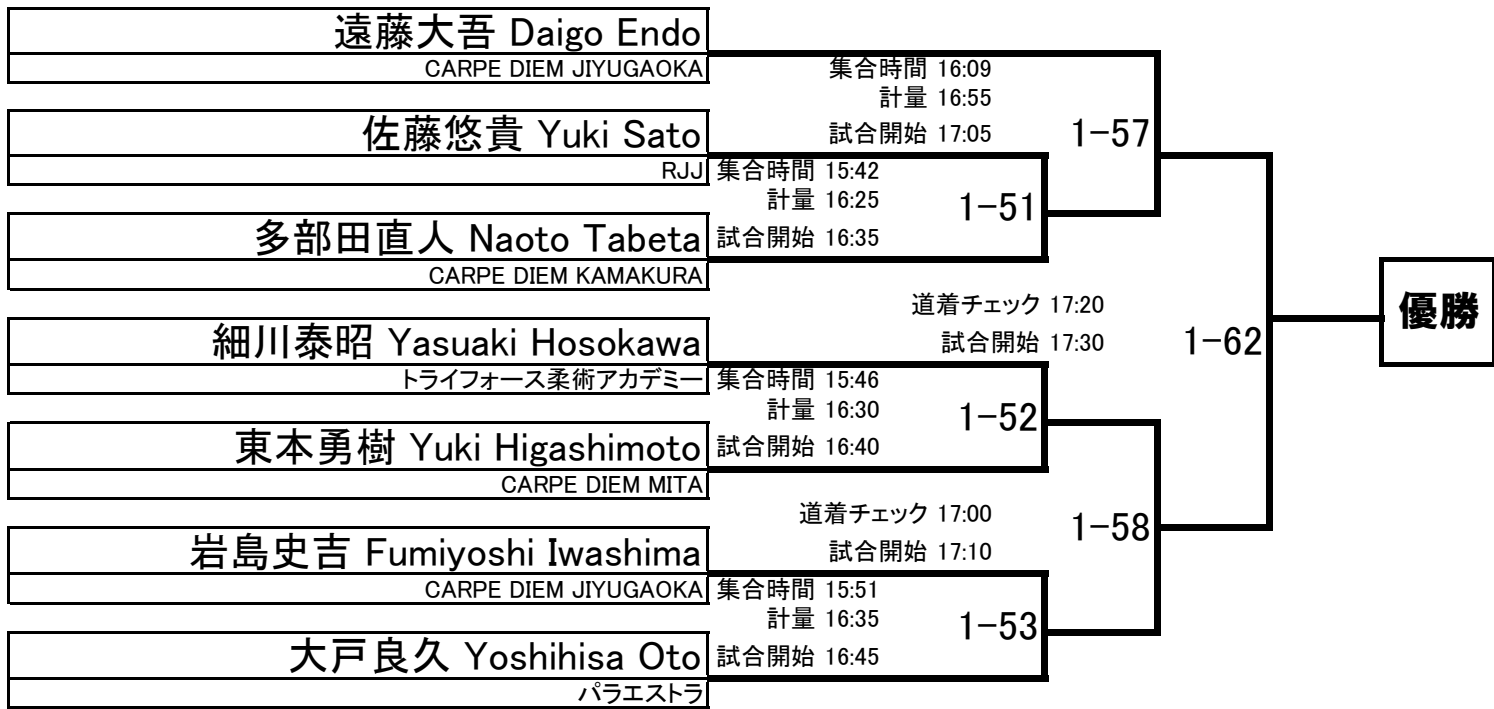 遠藤大吾 Daigo Endo
CARPE DIEM JIYUGAOKA
集合時間 16:09
計量 16:55
試合開始 17:05
1-57
佐藤悠貴 Yuki Sato
RJJ
集合時間 15:42
計量 16:25
試合開始 16:35
1-51
多部田直人 Naoto Tabeta
CARPE DIEM KAMAKURA
道着チェック 17:20
試合開始 17:30
1-62
優勝
細川泰昭 Yasuaki Hosokawa
トライフォース柔術アカデミー
集合時間 15:46
計量 16:30
試合開始 16:40
1-52
東本勇樹 Yuki Higashimoto
CARPE DIEM MITA
道着チェック 17:00
試合開始 17:10
1-58
岩島史吉 Fumiyoshi Iwashima
CARPE DIEM JIYUGAOKA
集合時間 15:51
計量 16:35
試合開始 16:45
1-53
大戸良久 Yoshihisa Oto
パラエストラ